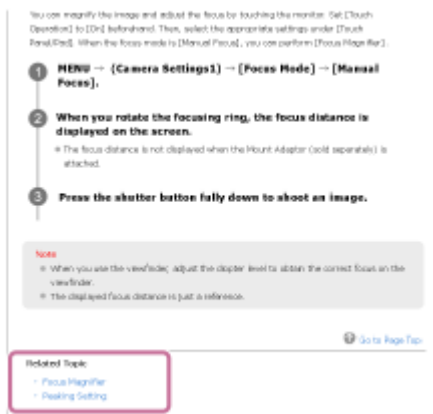 You can magnify the image and adjust the focus by touching the monitor. Set [Touch
Operation] to [On] beforehand. Then, select the appropriate settings under [Touch
Panel/Pad]. When the focus mode is [Manual Focus], you can perform [Focus Magnifier].
1 MENU → (Camera Settings1) → [Focus Mode] → [Manual
Focus].
2 When you rotate the focusing ring, the focus distance is
displayed on the screen.
The focus distance is not displayed when the Mount Adaptor (sold separately) is
attached.
3 Press the shutter button fully down to shoot an image.
Note
When you use the viewfinder, adjust the diopter level to obtain the correct focus on the
viewfinder.
The displayed focus distance is just a reference.
Go to Page Top
Related Topic
Focus Magnifier
Peaking Setting